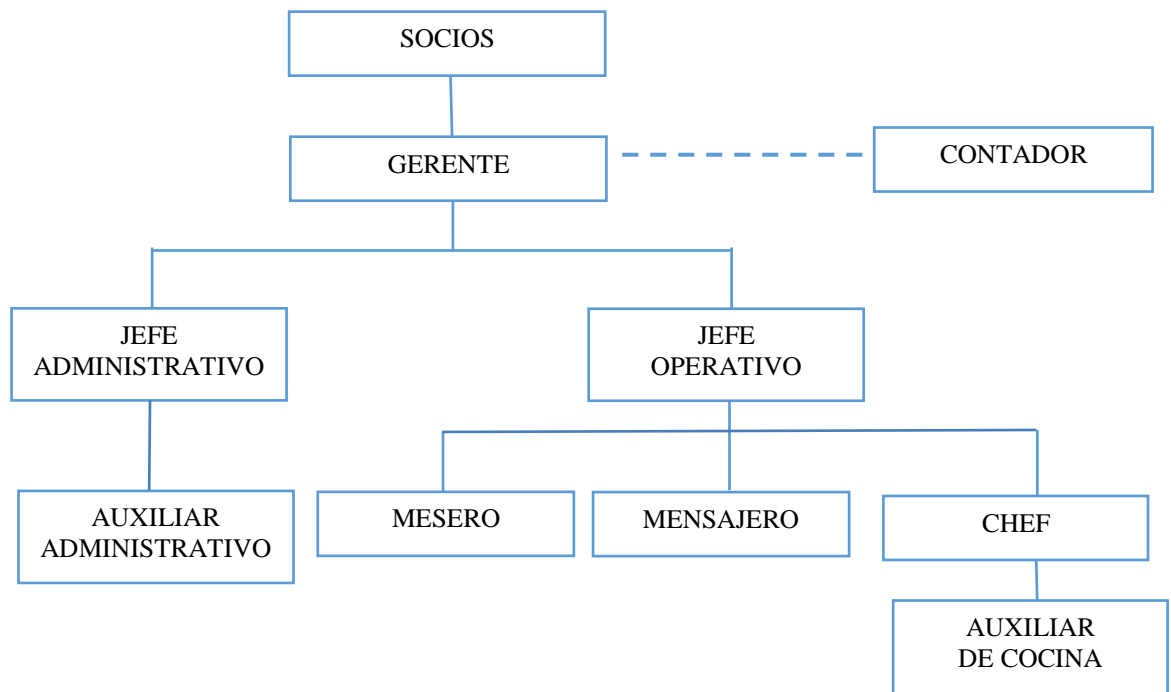 SOCIOS
GERENTE
CONTADOR
JEFE
ADMINISTRATIVO
JEFE
OPERATIVO
AUXILIAR
ADMINISTRATIVO
MESERO
MENSAJERO
CHEF
AUXILIAR
DE COCINA